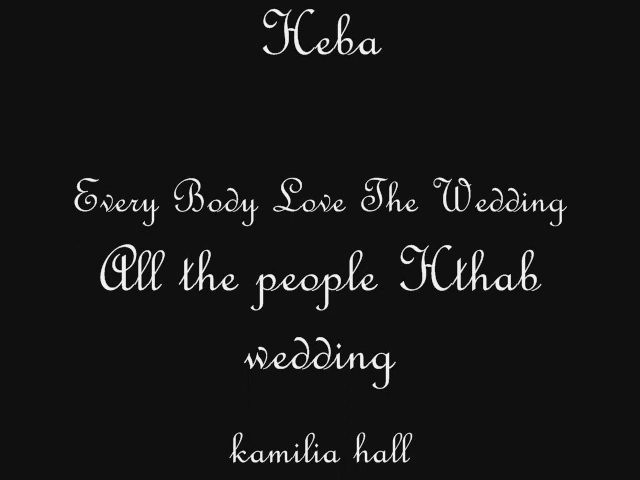 Heba
Every Body Love The Wedding
All the people Hthab
wedding
kamilia hall